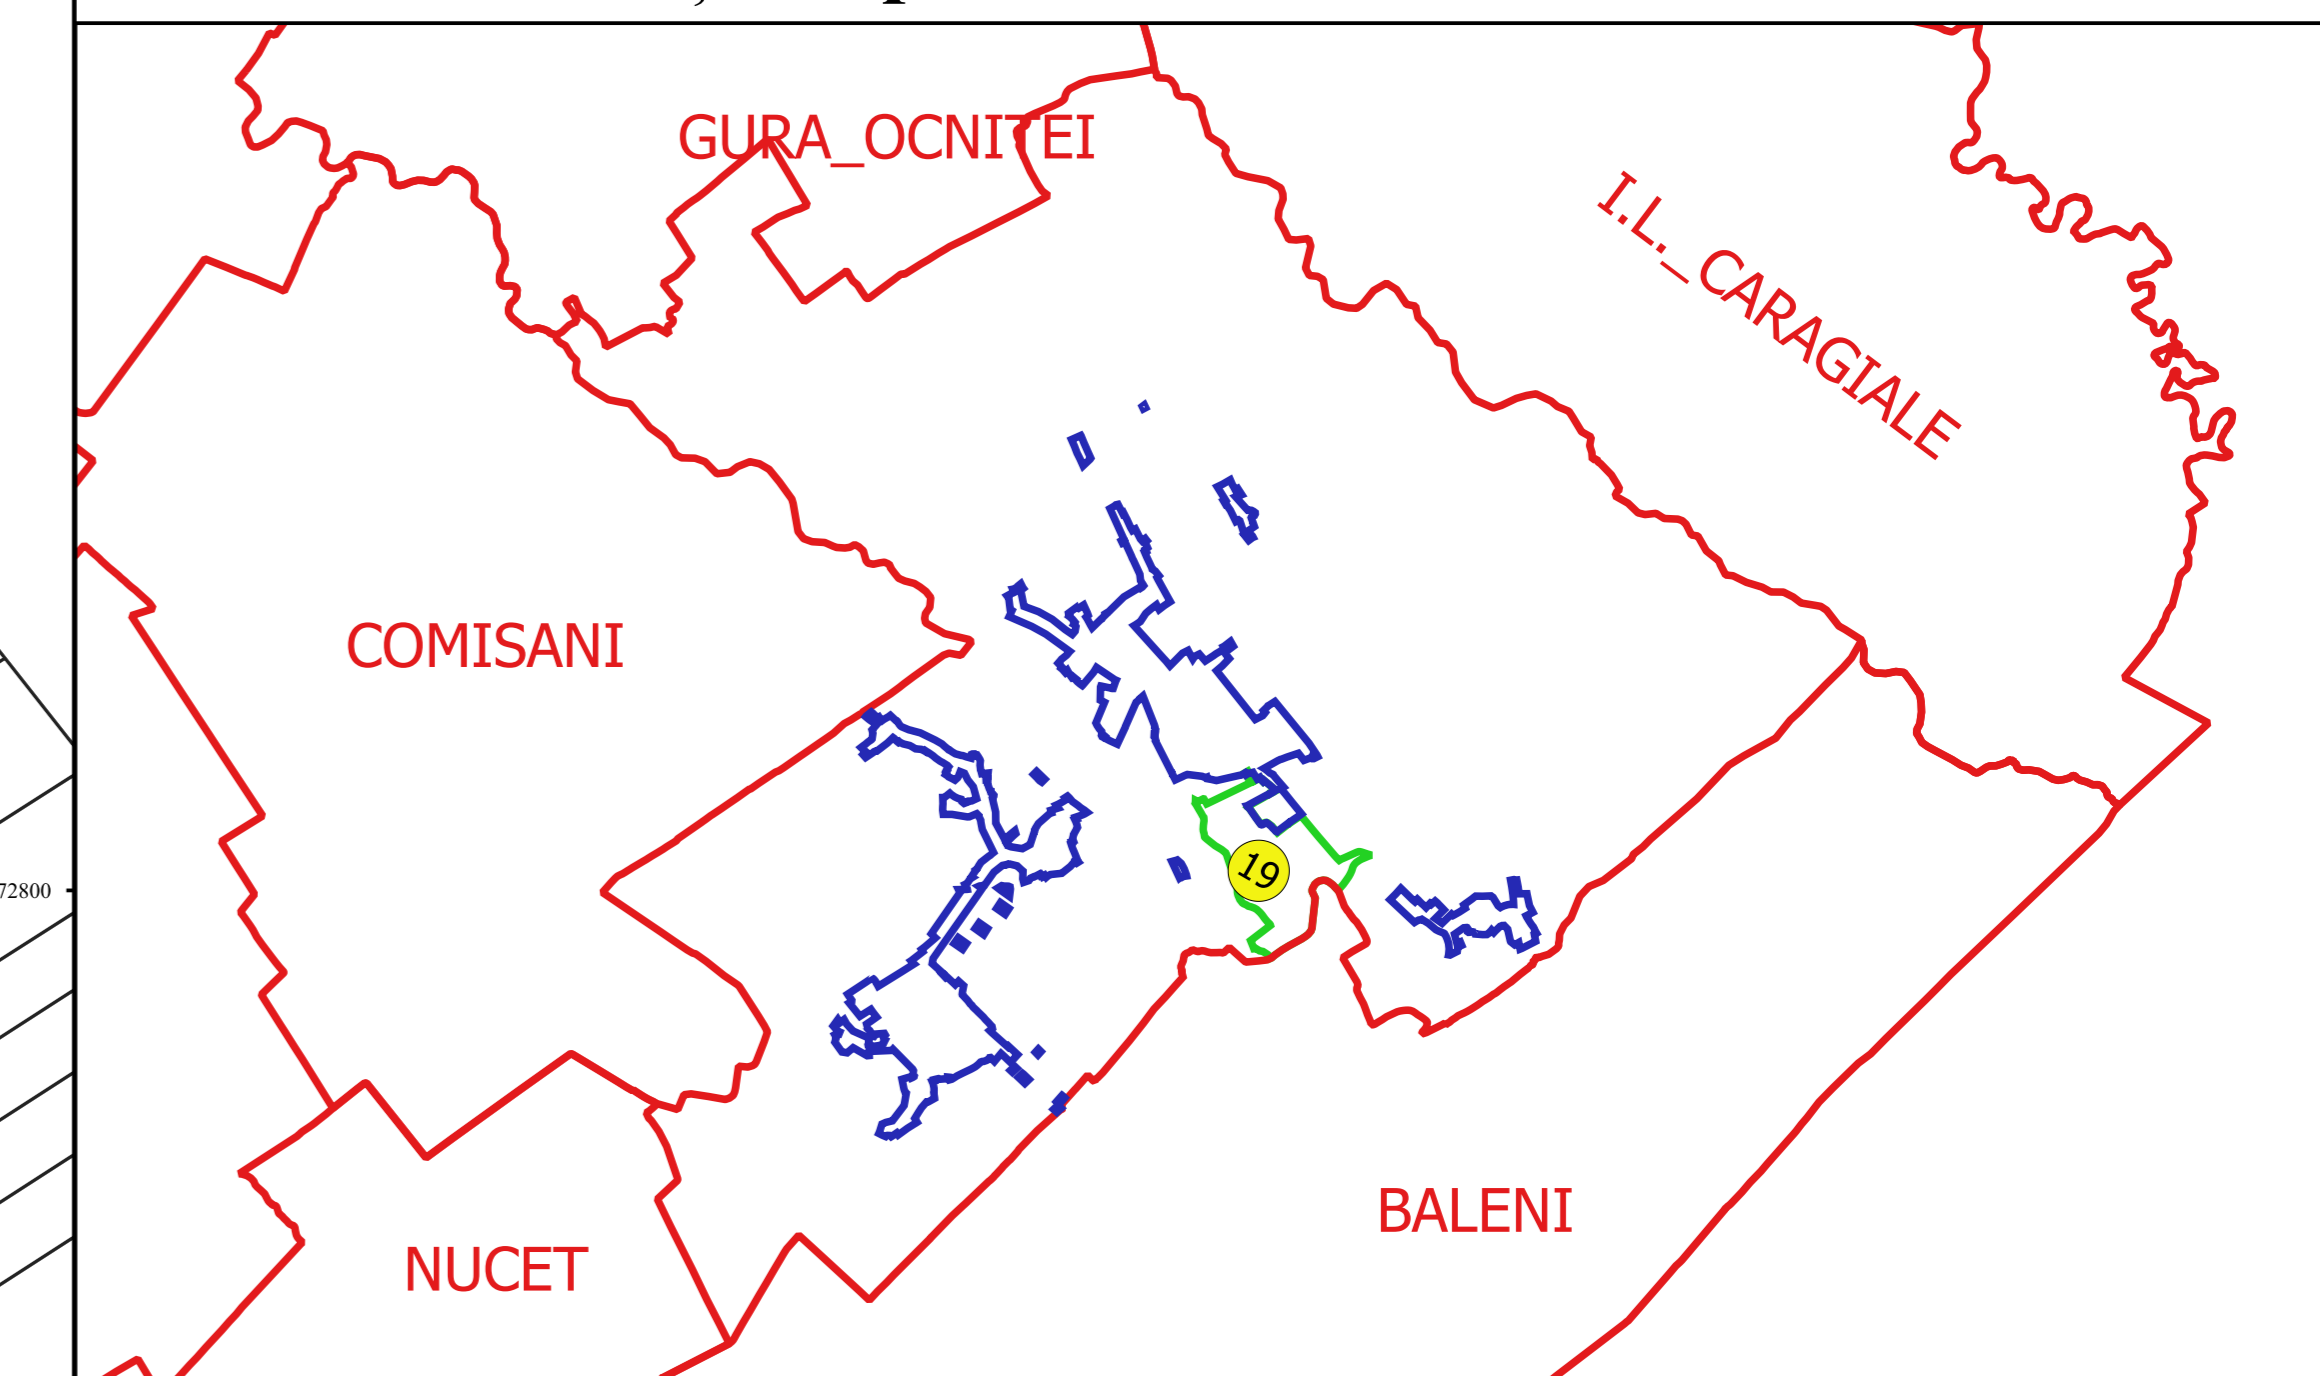 GURA_OCNITEI
I.L._CARAGIALE
COMISANI
19
72800
BALENI
NUCET